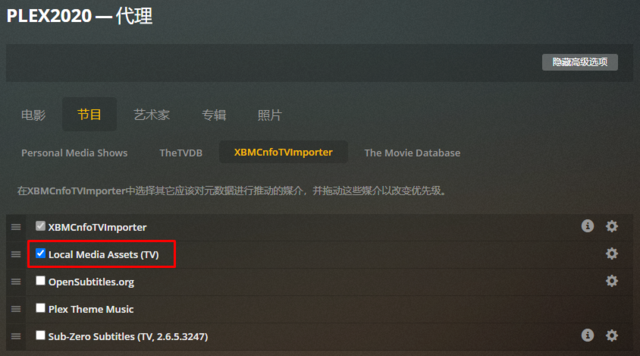 PLEX2020 — 代理
隐藏高级选项
电影 节目 艺术家 专辑 照片
Personal Media Shows TheTVDB XBMCnfoTVImporter The Movie Database
在XBMCnfoTVImporter中选择其它应该对元数据进行推动的媒介，并拖动这些媒介以改变优先级。
XBMCnfoTVImporter
Local Media Assets (TV)
OpenSubtitles.org
Plex Theme Music
Sub-Zero Subtitles (TV, 2.6.5.3247)